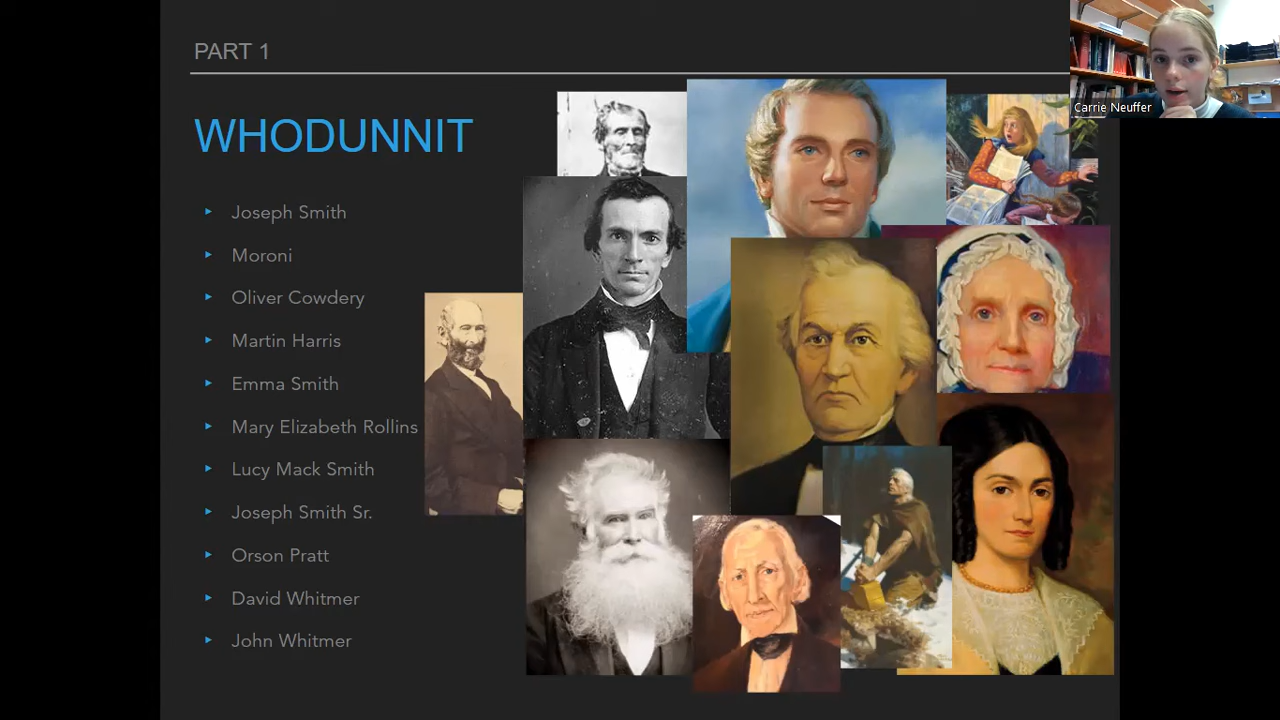 PART 1
WHODUNNIT
Joseph Smith
Moroni
Oliver Cowdery
Martin Harris
Emma Smith
Mary Elizabeth Rollins
Lucy Mack Smith
Joseph Smith Sr.
Orson Pratt
David Whitmer
John Whitmer
Carrie Neuffer